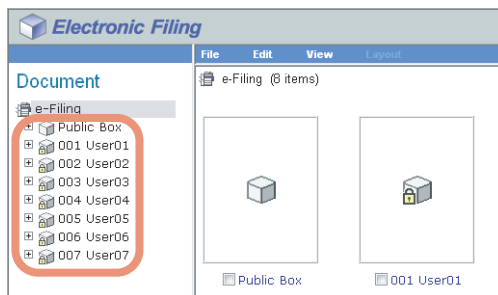 Electronic Filing
File Edit View Layout
Document
e-Filing
Public Box
001 User01
002 User02
003 User03
004 User04
005 User05
006 User06
007 User07
e-Filing (8 items)
Public Box
001 User01